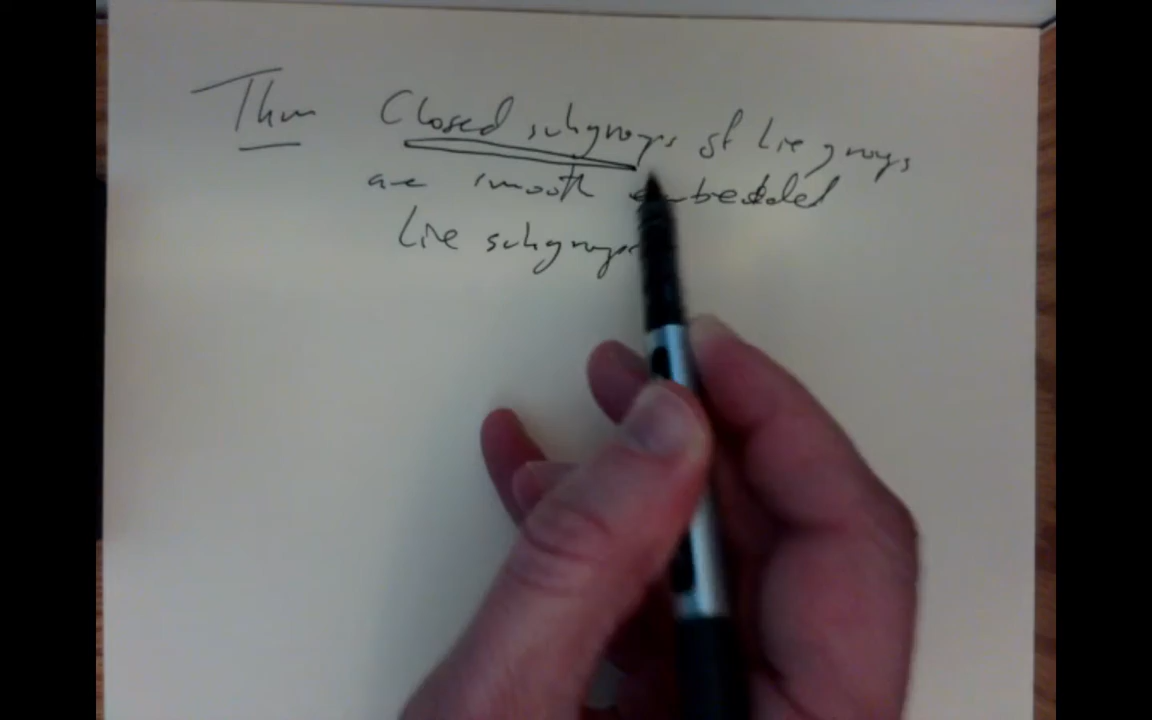 Thm Closed subgroups of Lie groups
are smooth embedded
Lie subgroups